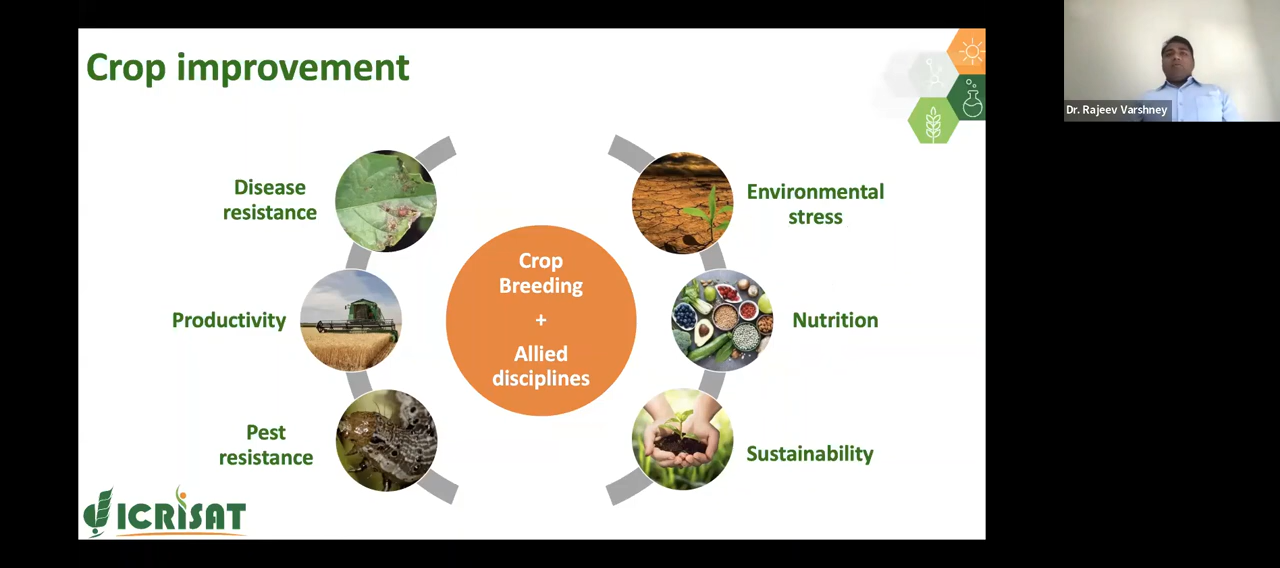 Crop improvement
Dr. Rajeev Varshney
Disease
resistance
Productivity
Pest
resistance
Crop
Breeding
+
Allied
disciplines
Environmental
stress
Nutrition
Sustainability
ICRISAT